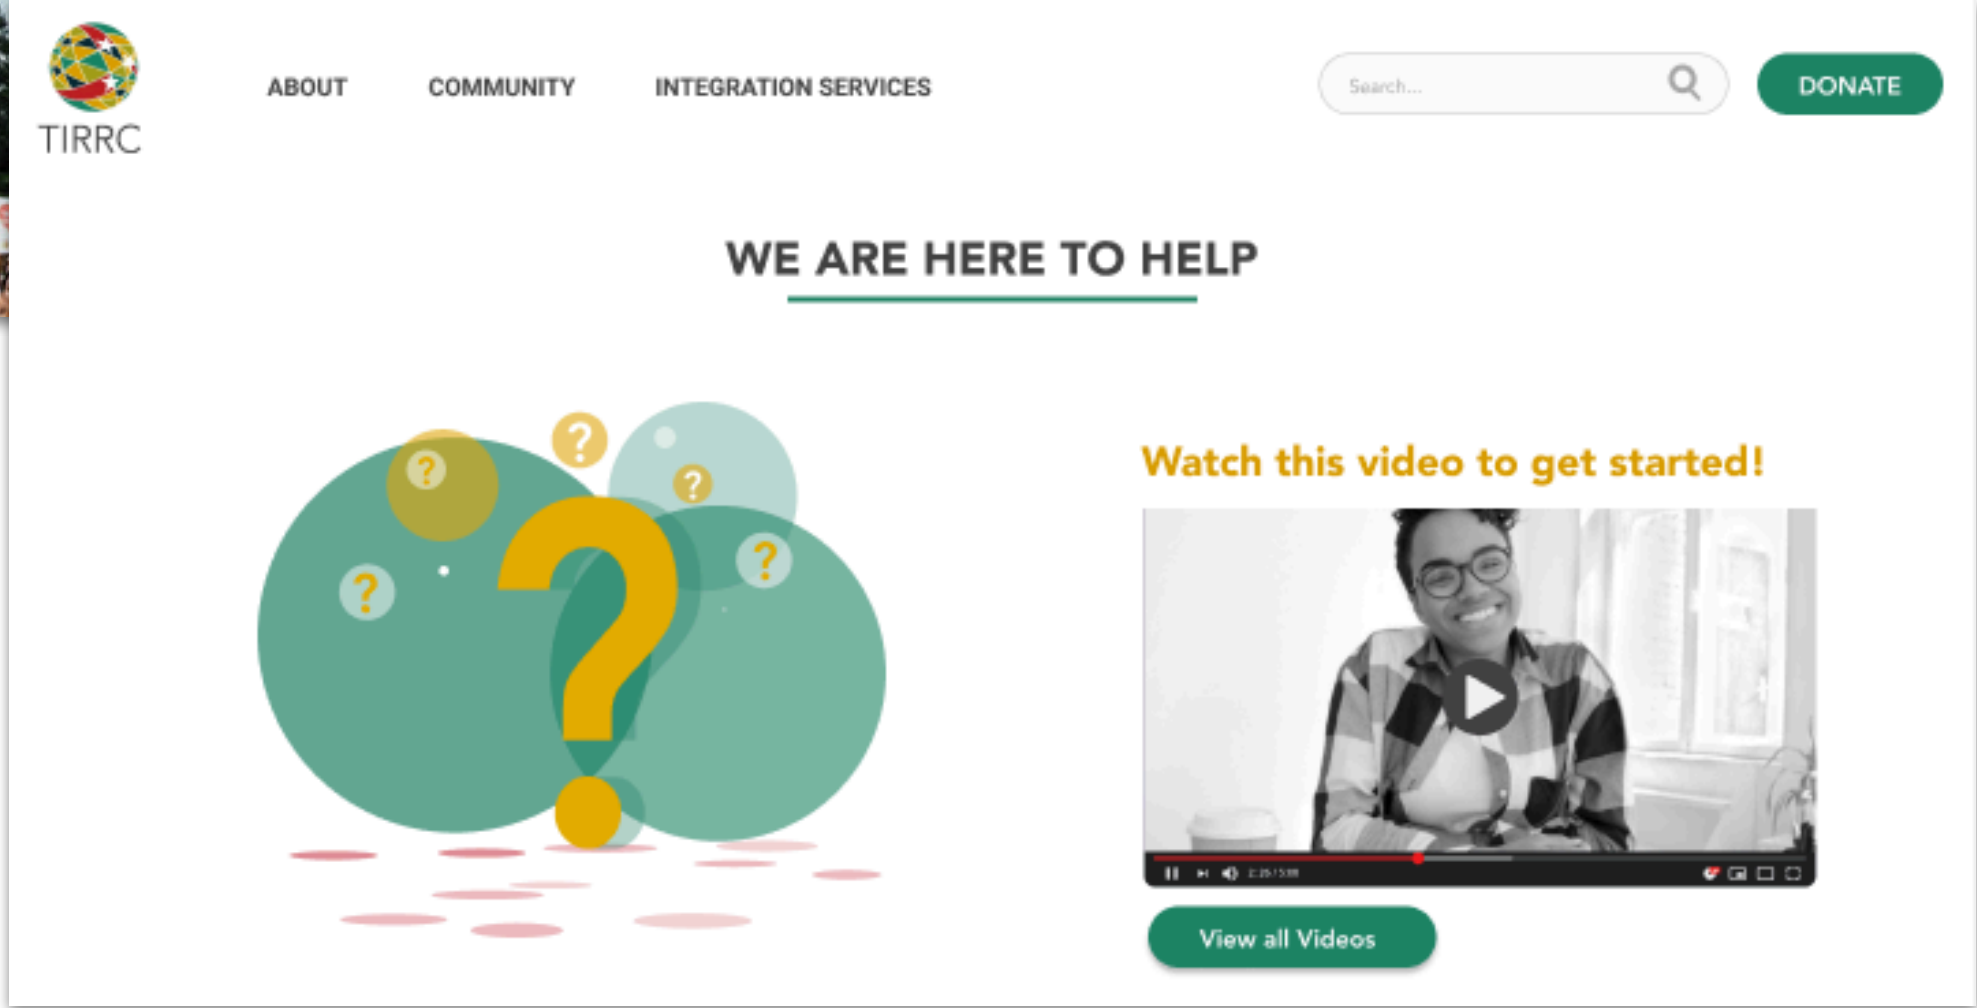 TIRRC
ABOUT
COMMUNITY
INTEGRATION SERVICES
Search...
DONATE
WE ARE HERE TO HELP
?
?
?
?
?
?
Watch this video to get started!
View all Videos